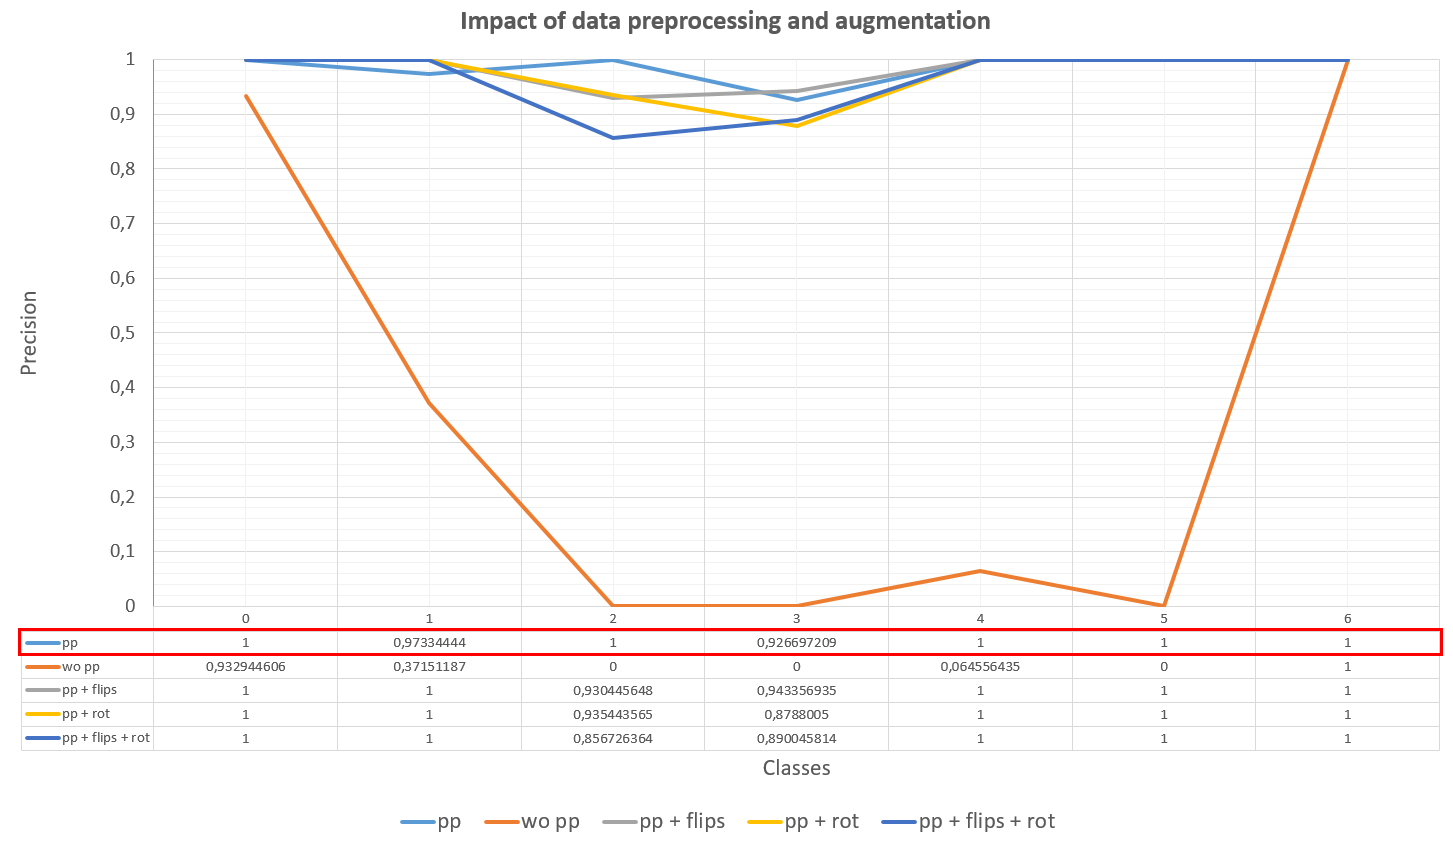 Impact of data preprocessing and augmentation
1
0,9
0,8
0,7
0,6
0,5
0,4
0,3
0,2
0,1
0
Precision
0 1 2 3 4 5 6
pp 1 0,97334444 1 0,926697209 1 1 1
wo pp 0,932944606 0,37151187 0 0 0,064556435 0 1
pp + flips 1 1 0,930445648 0,943356935 1 1 1
pp + rot 1 1 0,935443565 0,8788005 1 1 1
pp + flips + rot 1 1 0,856726364 0,890045814 1 1 1
Classes
pp wo pp pp + flips pp + rot pp + flips + rot